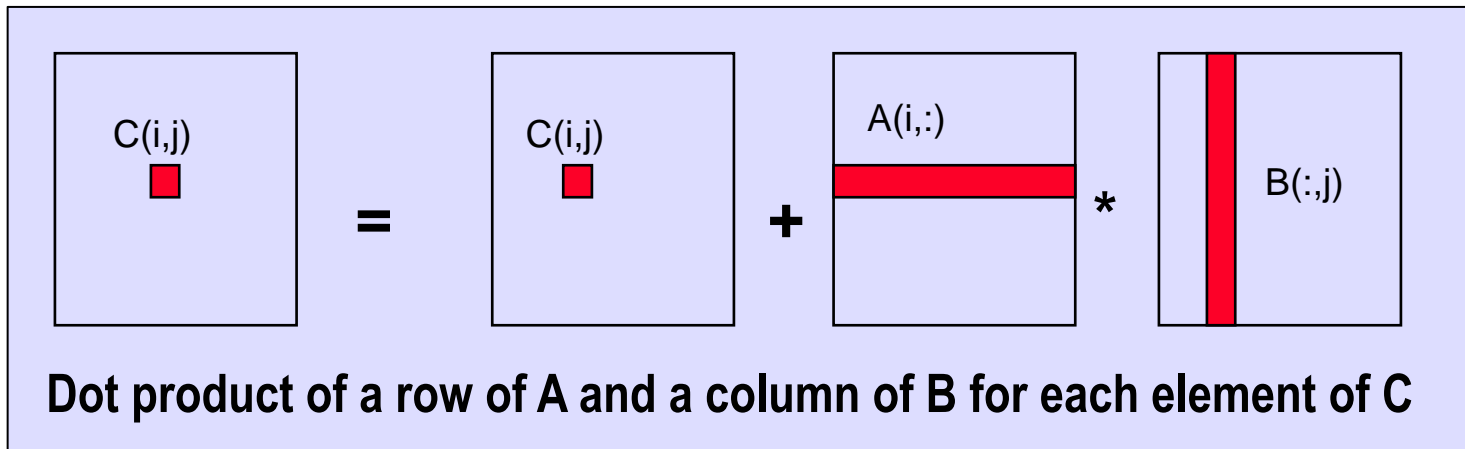 C(i,j)
=
C(i,j)
+
A(i,:)
*
B(:,j)
Dot product of a row of A and a column of B for each element of C